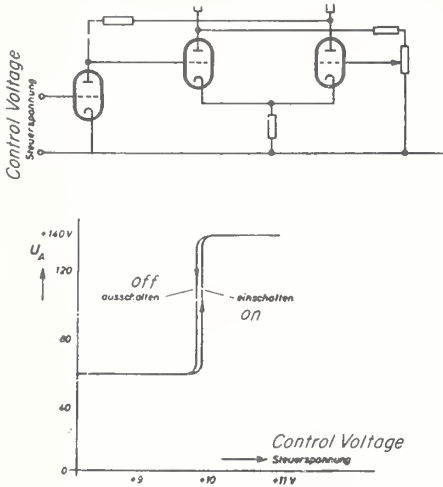 Control Voltage
Steuerspannung
+140V
U_A
120
off
ausschalten
einschalten
on
80
40
Control Voltage
Steuerspannung
0
+9
+10
+11V